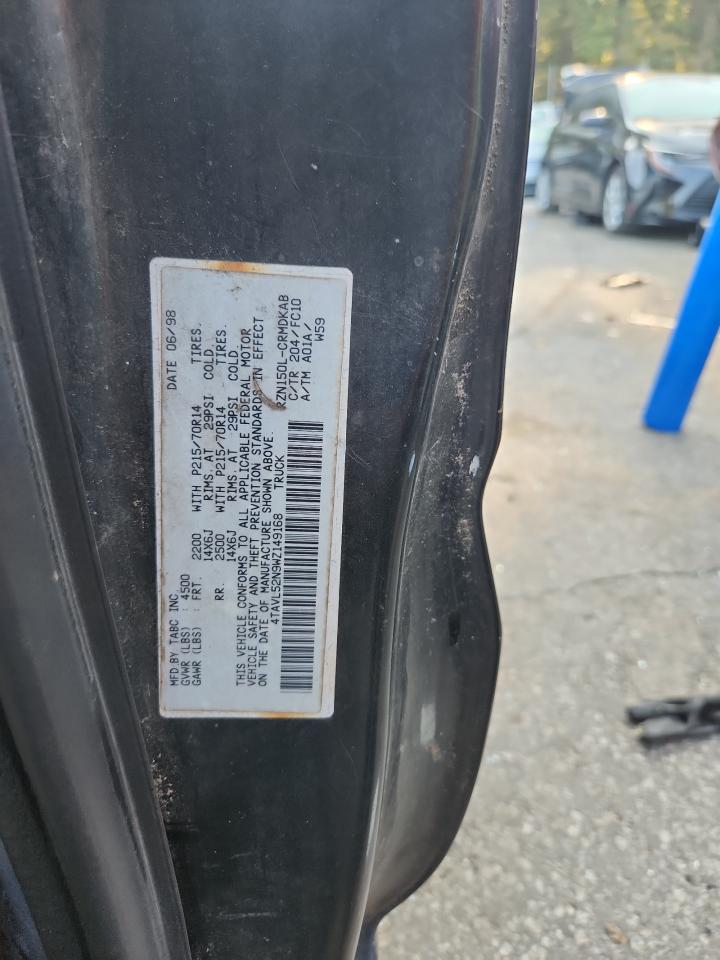 MFD BY TABC INC. DATE 06/98
GVWR (LBS) : 4500
GAWR (LBS) : FRT. 2200 WITH P215/70R14 TIRES.
14X6J RIMS, AT 29PSI COLD.
RR. 2500 WITH P215/70R14 TIRES.
14X6J RIMS, AT 29PSI COLD.
THIS VEHICLE CONFORMS TO ALL APPLICABLE FEDERAL MOTOR
VEHICLE SAFETY AND THEFT PREVENTION STANDARDS IN EFFECT
ON THE DATE OF MANUFACTURE SHOWN ABOVE.
4TAVL52N9WZ149168 TRUCK
RZN150L-CRMDKAB
C/TR 204/FC10
A/TM A01A/
W59